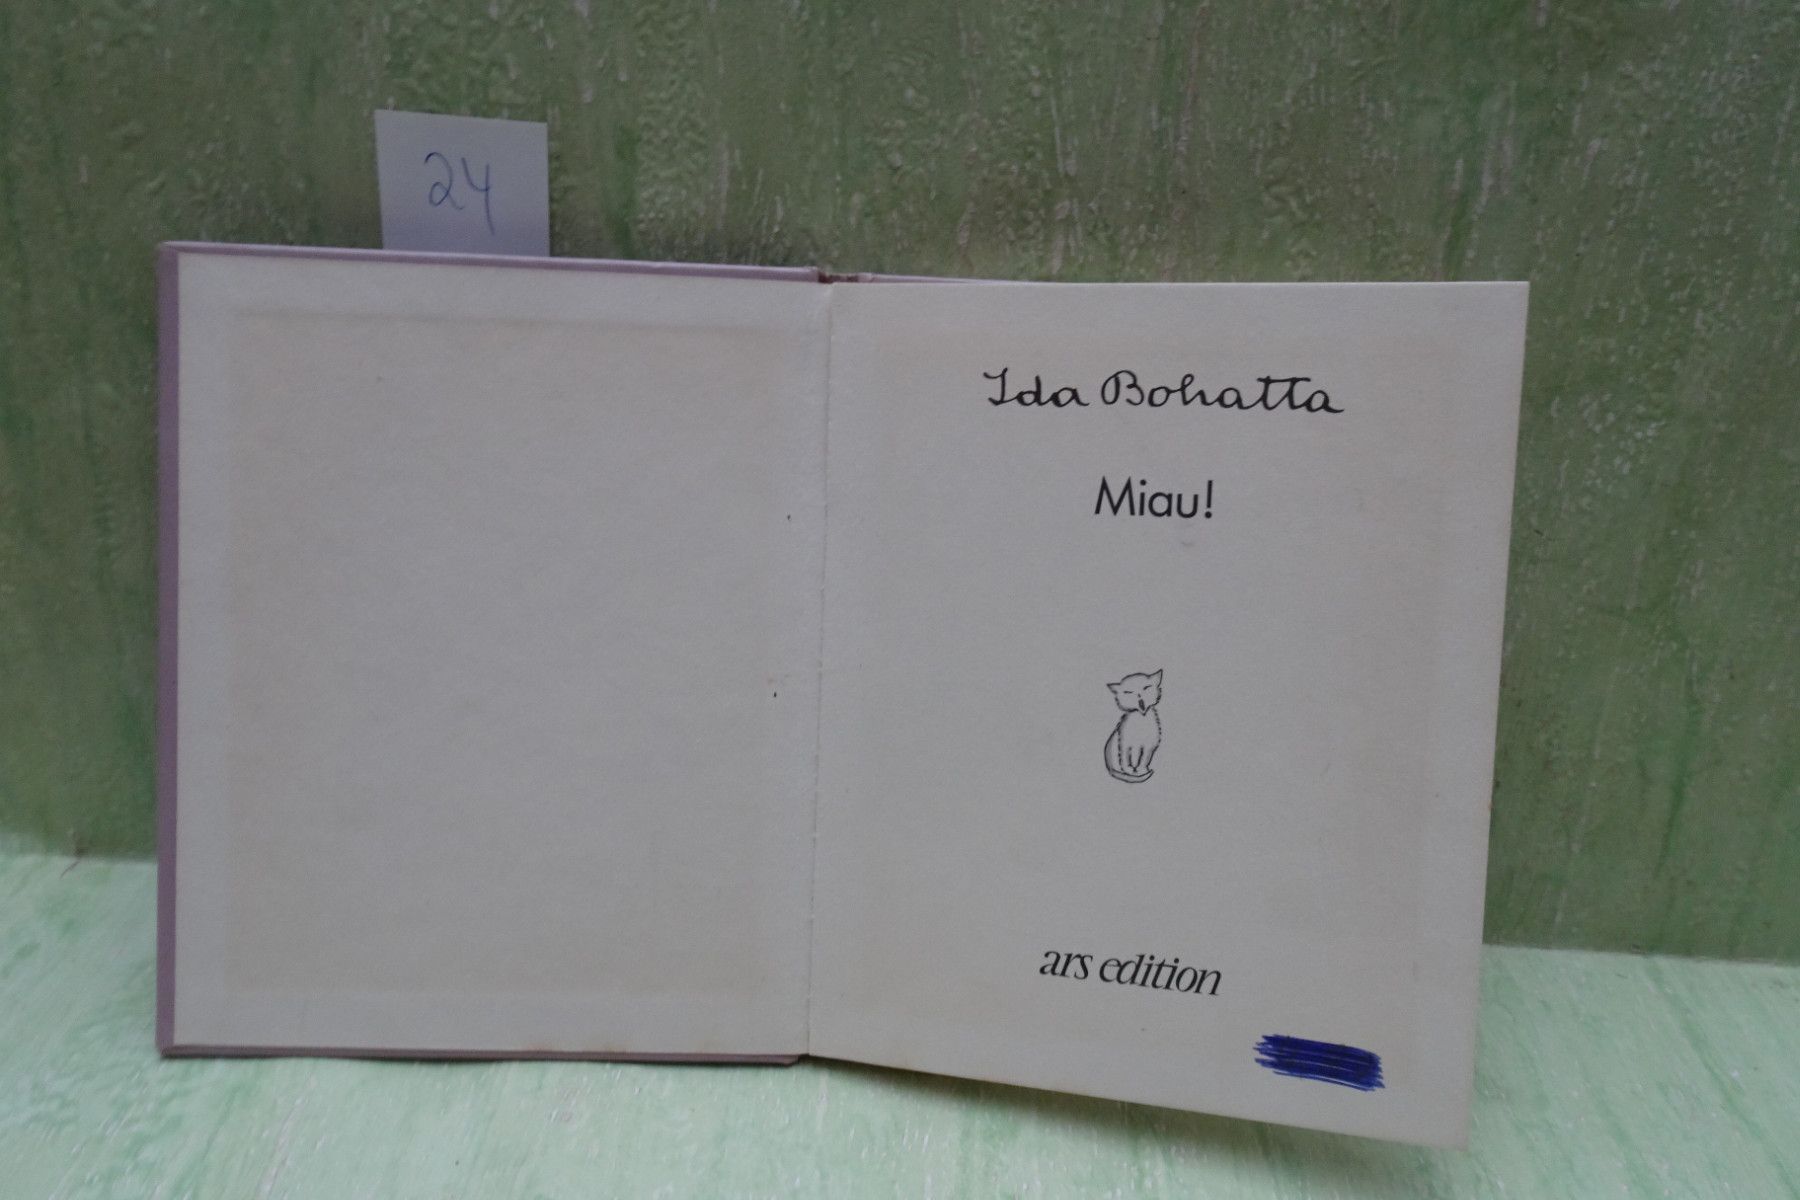 24
Ida Bohatta
Miau!
ars edition